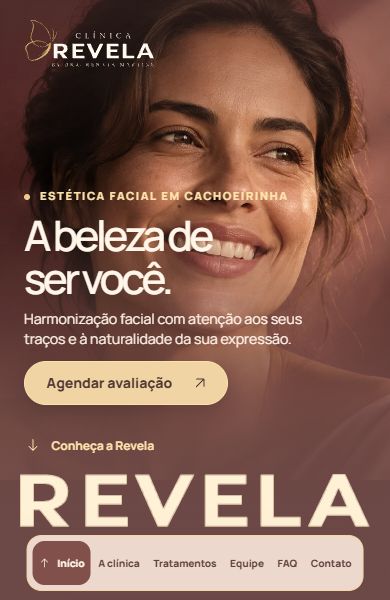 CLÍNICA
REVELA
ESTÉTICA FACIAL EM CACHOEIRINHA
A beleza de
ser você.
Harmonização facial com atenção aos seus
traços e à naturalidade da sua expressão.
Agendar avaliação
Conheça a Revela
REVELA
Início A clínica Tratamentos Equipe FAQ Contato